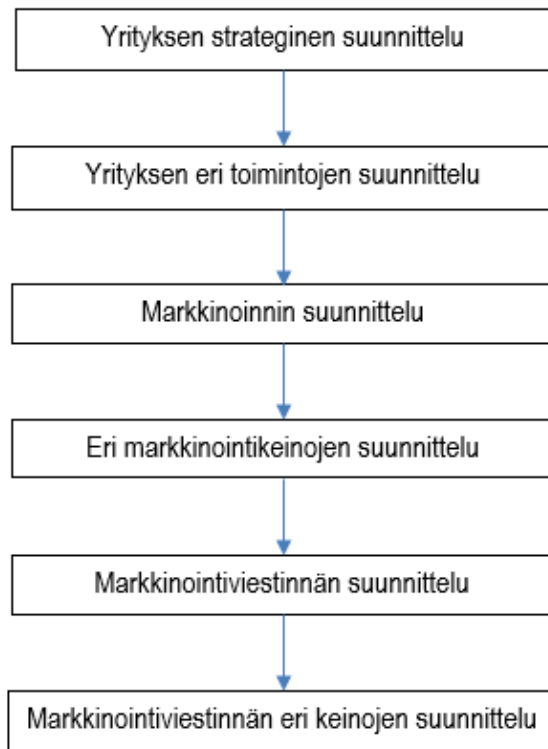 Yrityksen strateginen suunnittelu
Yrityksen eri toimintojen suunnittelu
Markkinoinnin suunnittelu
Eri markkinointikeinojen suunnittelu
Markkinointiviestinnän suunnittelu
Markkinointiviestinnän eri keinojen suunnittelu